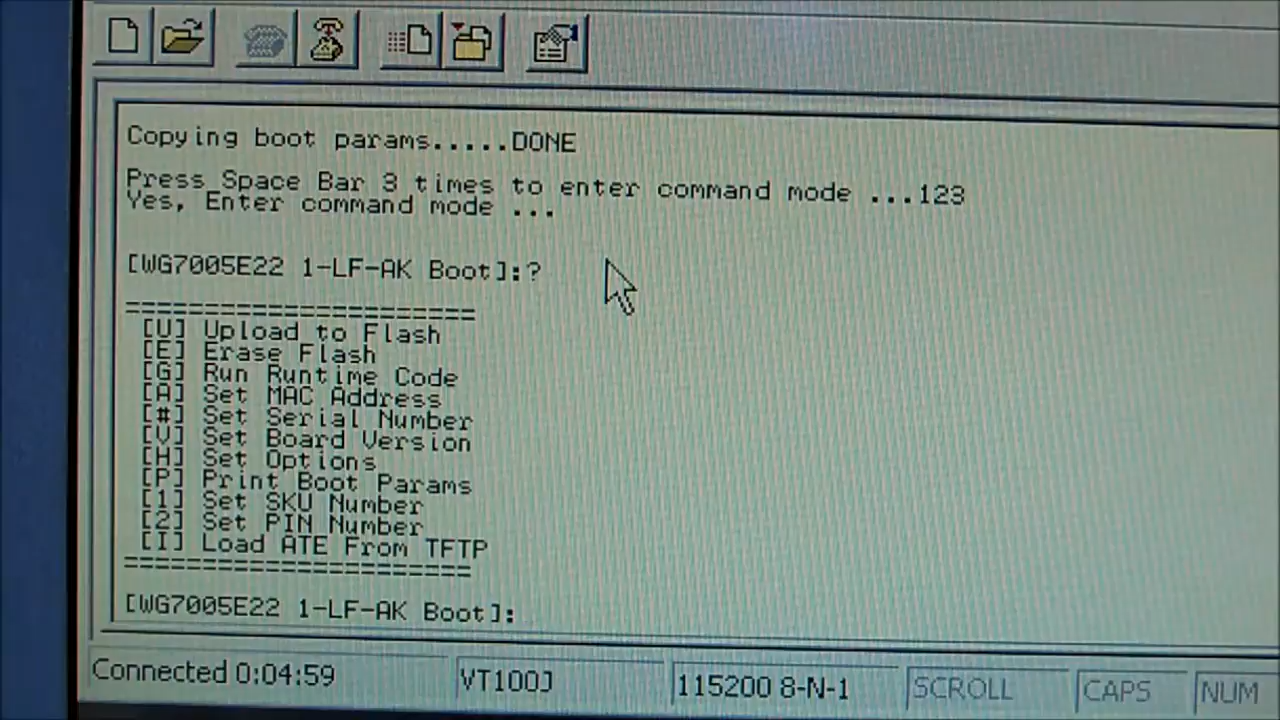 Copying boot params.....DONE
Press Space Bar 3 times to enter command mode ...123
Yes, Enter command mode ...
[WG7005E22 1-LF-AK Boot]:?
======================
[U] Upload to Flash
[E] Erase Flash
[G] Run Runtime Code
[A] Set MAC Address
[#] Set Serial Number
[V] Set Board Version
[H] Set Options
[P] Print Boot Params
[1] Set SKU Number
[2] Set PIN Number
[I] Load ATE From TFTP
======================
[WG7005E22 1-LF-AK Boot]:
Connected 0:04:59 VT100J 115200 8-N-1 SCROLL CAPS NUM